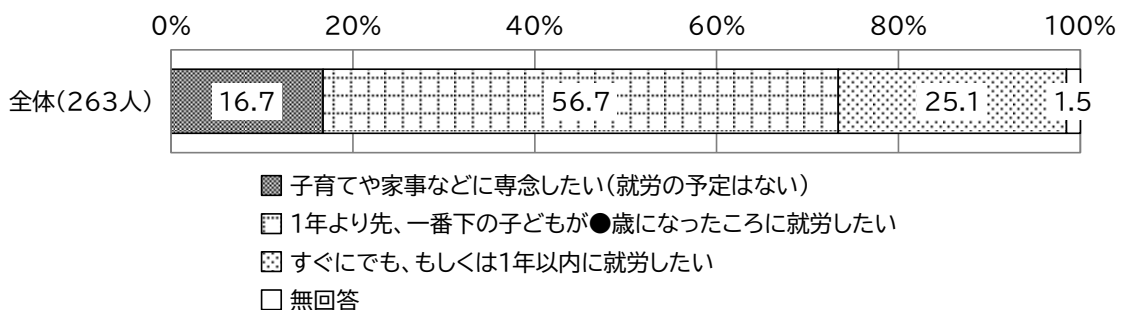 0% 20% 40% 60% 80% 100%
全体(263人) 16.7 56.7 25.1 1.5
子育てや家事などに専念したい(就労の予定はない)
1年より先、一番下の子どもが●歳になったころに就労したい
すぐにでも、もしくは1年以内に就労したい
無回答